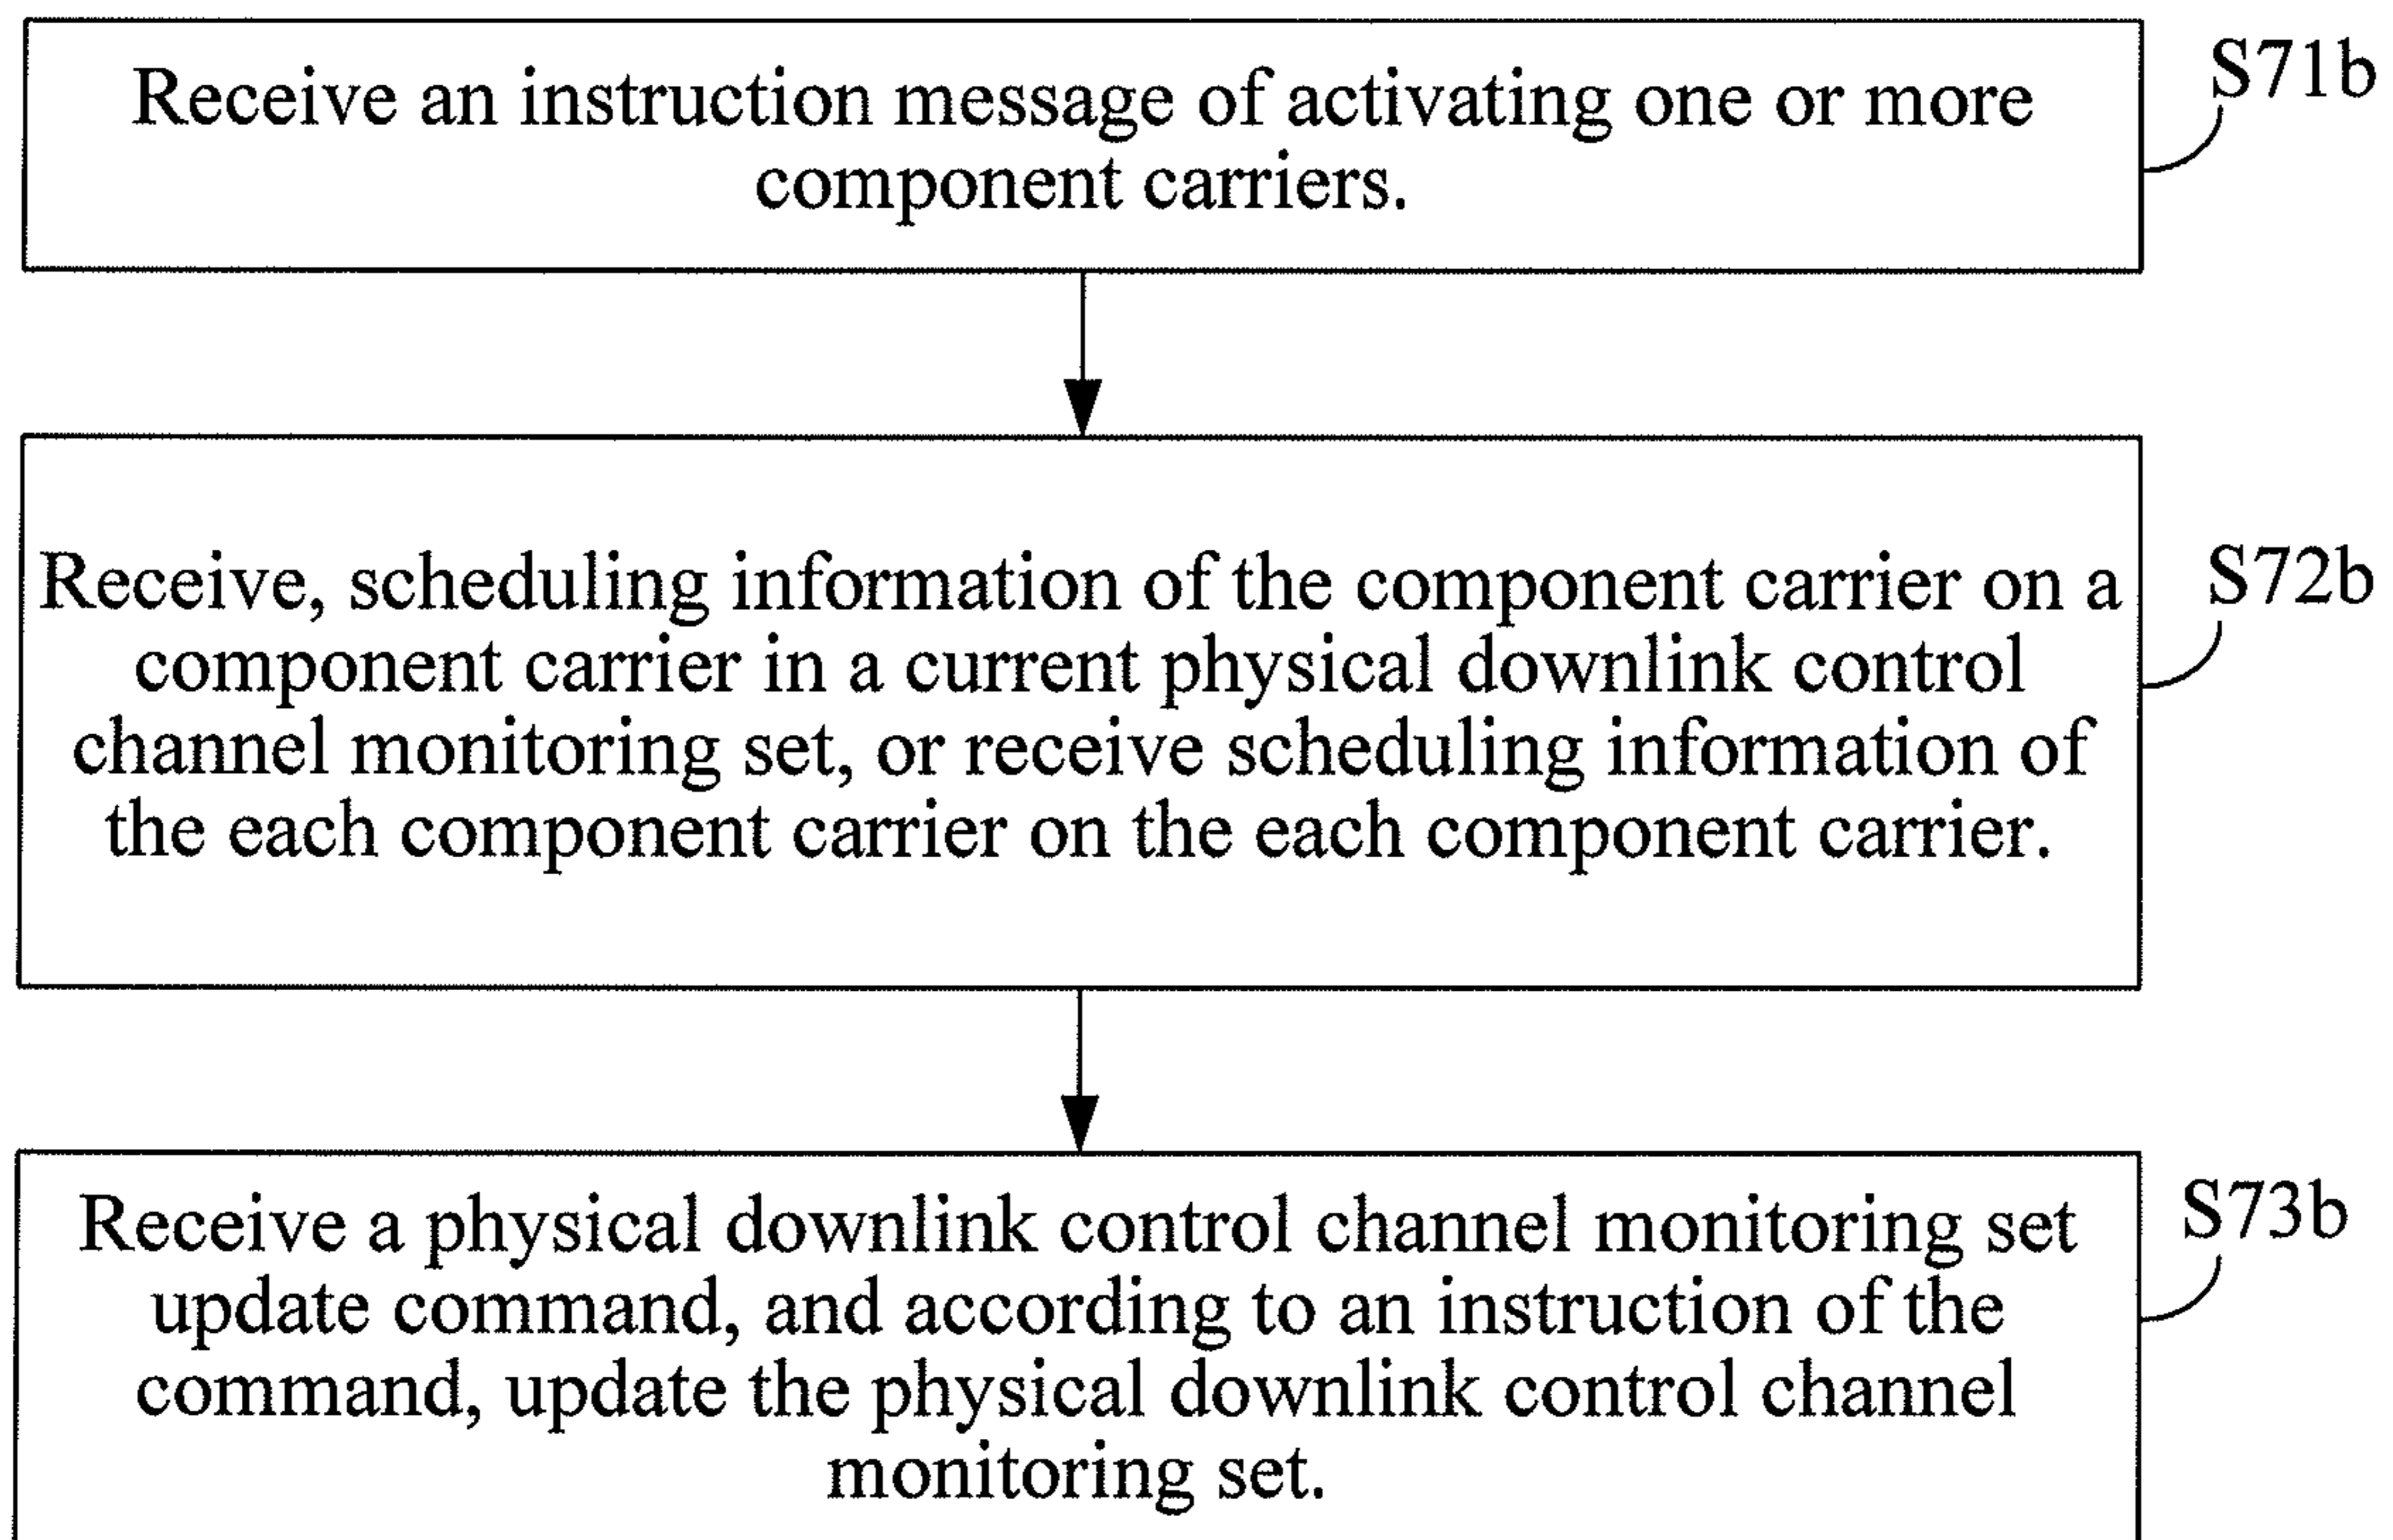 Receive an instruction message of activating one or more
component carriers.
S71b
Receive, scheduling information of the component carrier on a
component carrier in a current physical downlink control
channel monitoring set, or receive scheduling information of
the each component carrier on the each component carrier.
S72b
Receive a physical downlink control channel monitoring set
update command, and according to an instruction of the
command, update the physical downlink control channel
monitoring set.
S73b